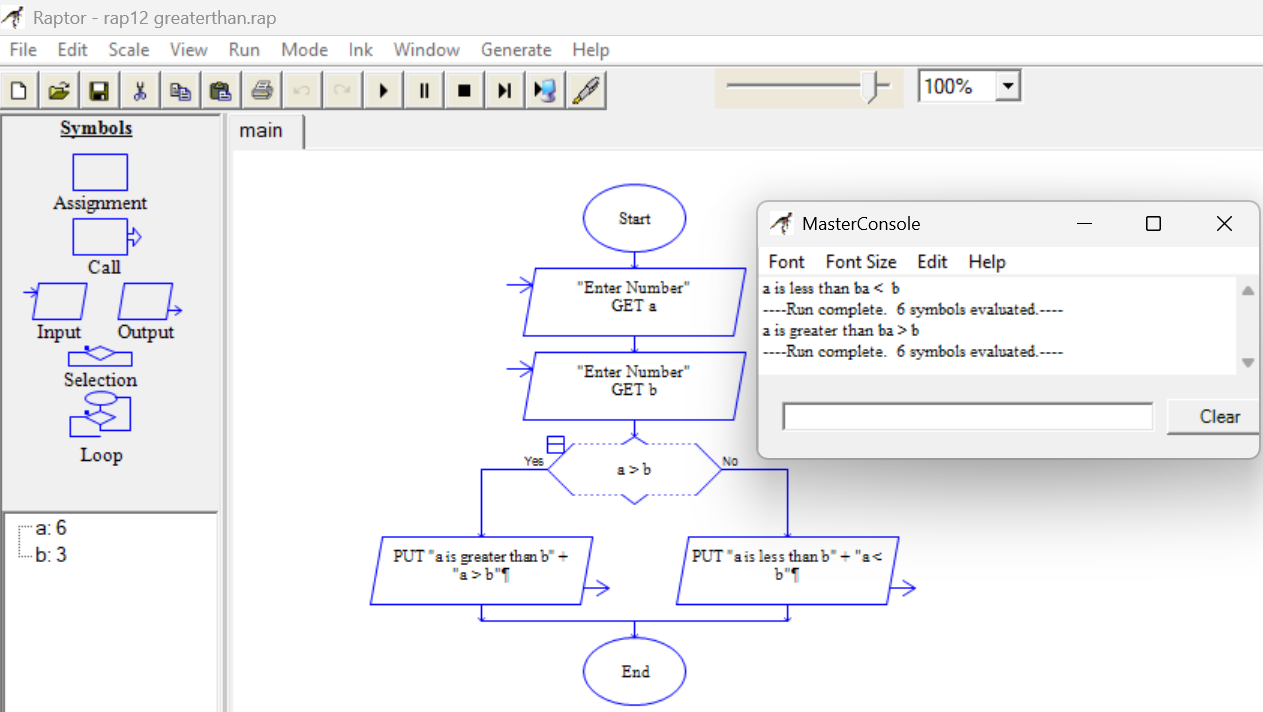 Raptor - rap12 greaterthan.rap
File Edit Scale View Run Mode Ink Window Generate Help
100%
Symbols
Assignment
Call
Input Output
Selection
Loop
a: 6
b: 3
main
Start
"Enter Number"
GET a
"Enter Number"
GET b
Yes
a > b
No
PUT "a is greater than b" +
"a > b"¶
PUT "a is less than b" + "a <
b"¶
End
MasterConsole
Font Font Size Edit Help
a is less than ba < b
----Run complete. 6 symbols evaluated.----
a is greater than ba > b
----Run complete. 6 symbols evaluated.----
Clear